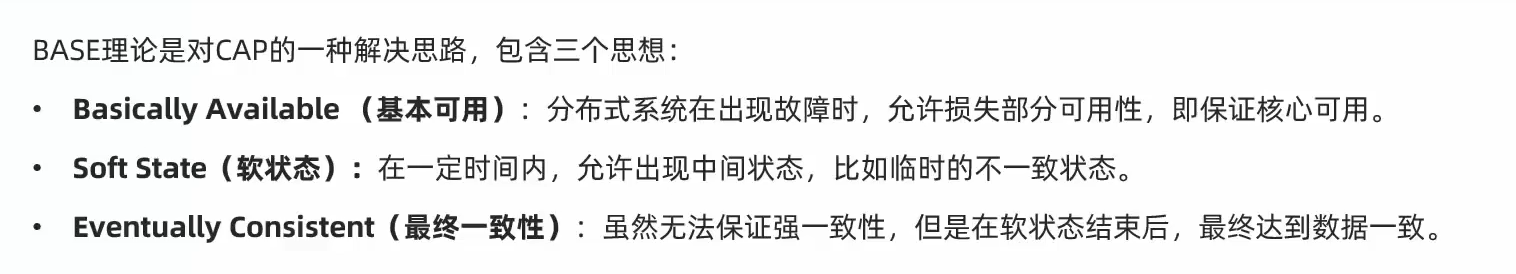 BASE理论是对CAP的一种解决思路，包含三个思想：
• Basically Available （基本可用）：分布式系统在出现故障时，允许损失部分可用性，即保证核心可用。
• Soft State（软状态）：在一定时间内，允许出现中间状态，比如临时的不一致状态。
• Eventually Consistent（最终一致性）：虽然无法保证强一致性，但是在软状态结束后，最终达到数据一致。